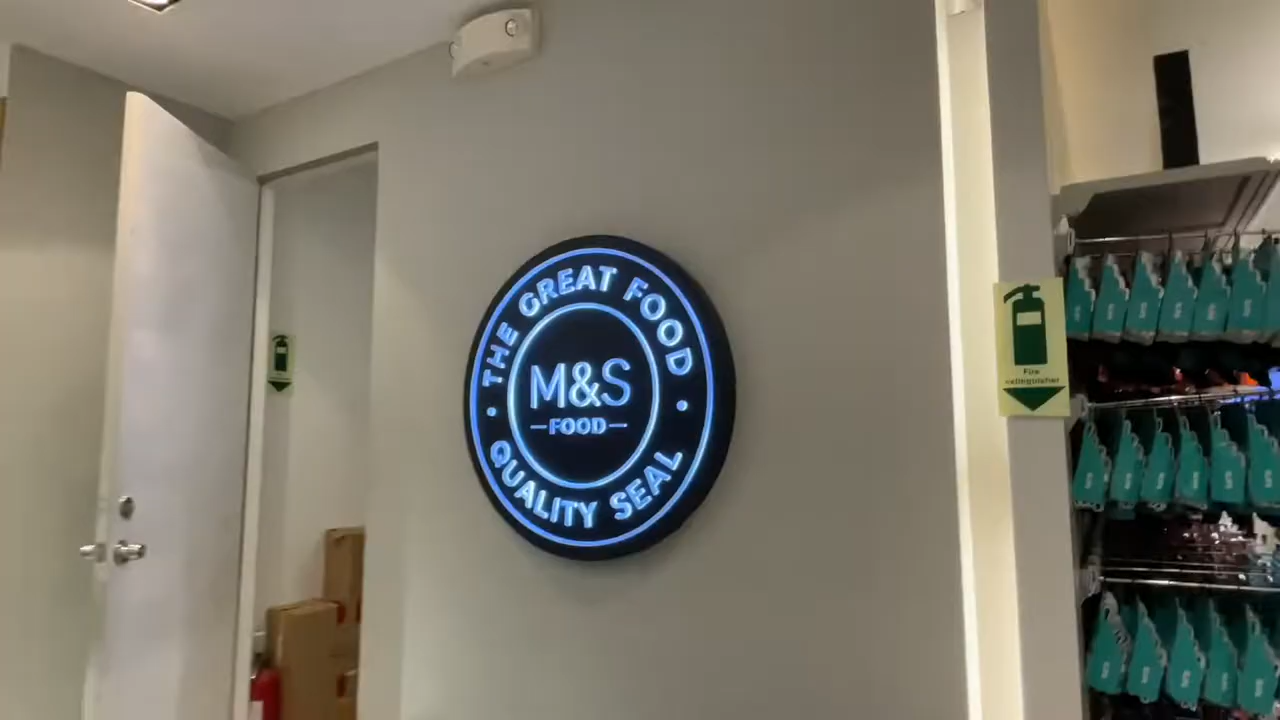 THE GREAT FOOD
M&S
FOOD
QUALITY SEAL
Fire
extinguisher